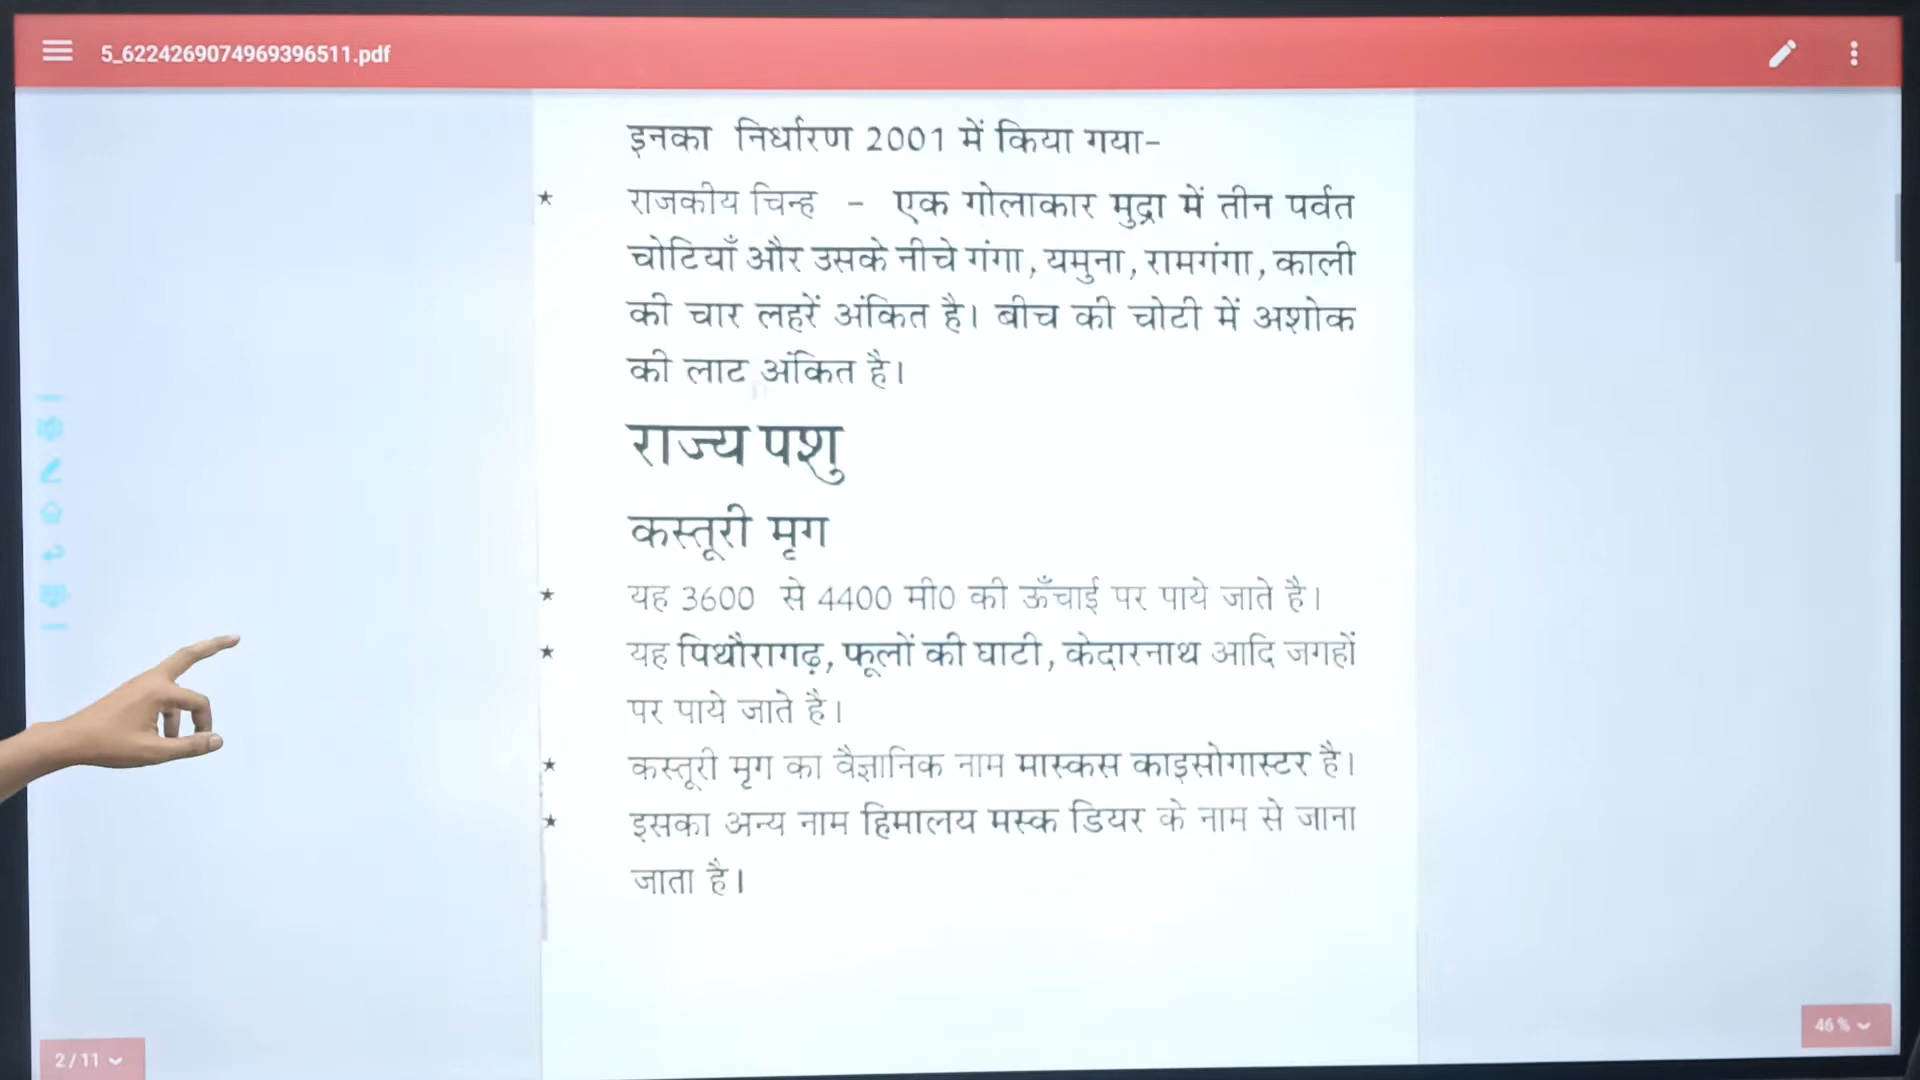 5_6224269074969396511.pdf
इनका निर्धारण 2001 में किया गया-
★ राजकीय चिन्ह - एक गोलाकार मुद्रा में तीन पर्वत
चोटियाँ और उसके नीचे गंगा, यमुना, रामगंगा, काली
की चार लहरें अंकित है। बीच की चोटी में अशोक
की लाट अंकित है।
राज्य पशु
कस्तूरी मृग
★ यह 3600 से 4400 मी0 की ऊँचाई पर पाये जाते है।
★ यह पिथौरागढ़, फूलों की घाटी, केदारनाथ आदि जगहों
पर पाये जाते है।
★ कस्तूरी मृग का वैज्ञानिक नाम मास्कस काइसोगास्टर है।
★ इसका अन्य नाम हिमालय मस्क डियर के नाम से जाना
जाता है।
46 %
2 / 11